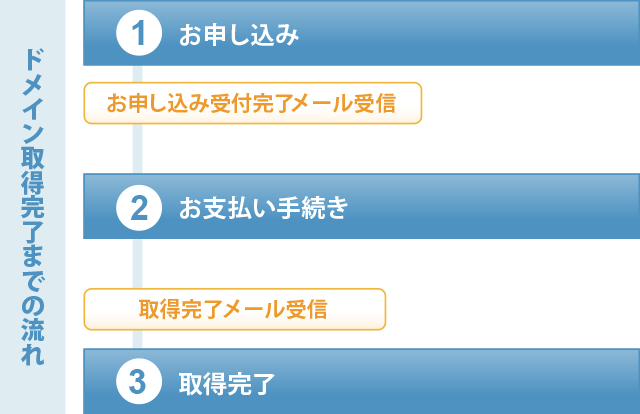 ドメイン取得完了までの流れ
1 お申し込み
お申し込み受付完了メール受信
2 お支払い手続き
取得完了メール受信
3 取得完了